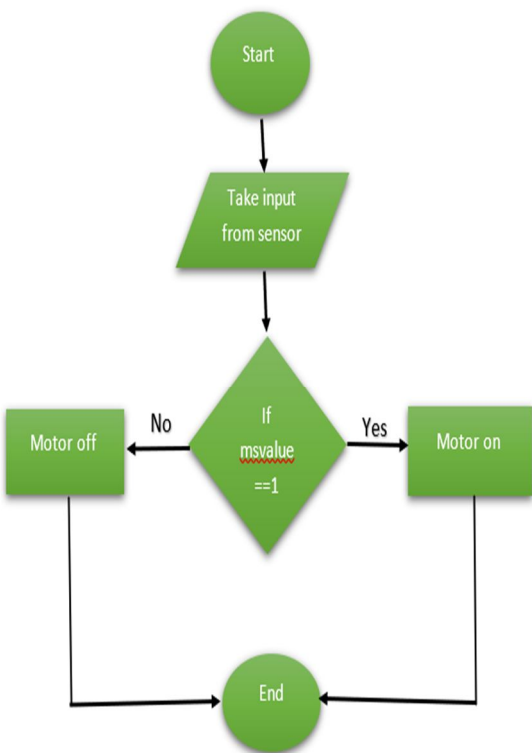 Start
Take input
from sensor
If
msvalue
==1
No
Yes
Motor off
Motor on
End